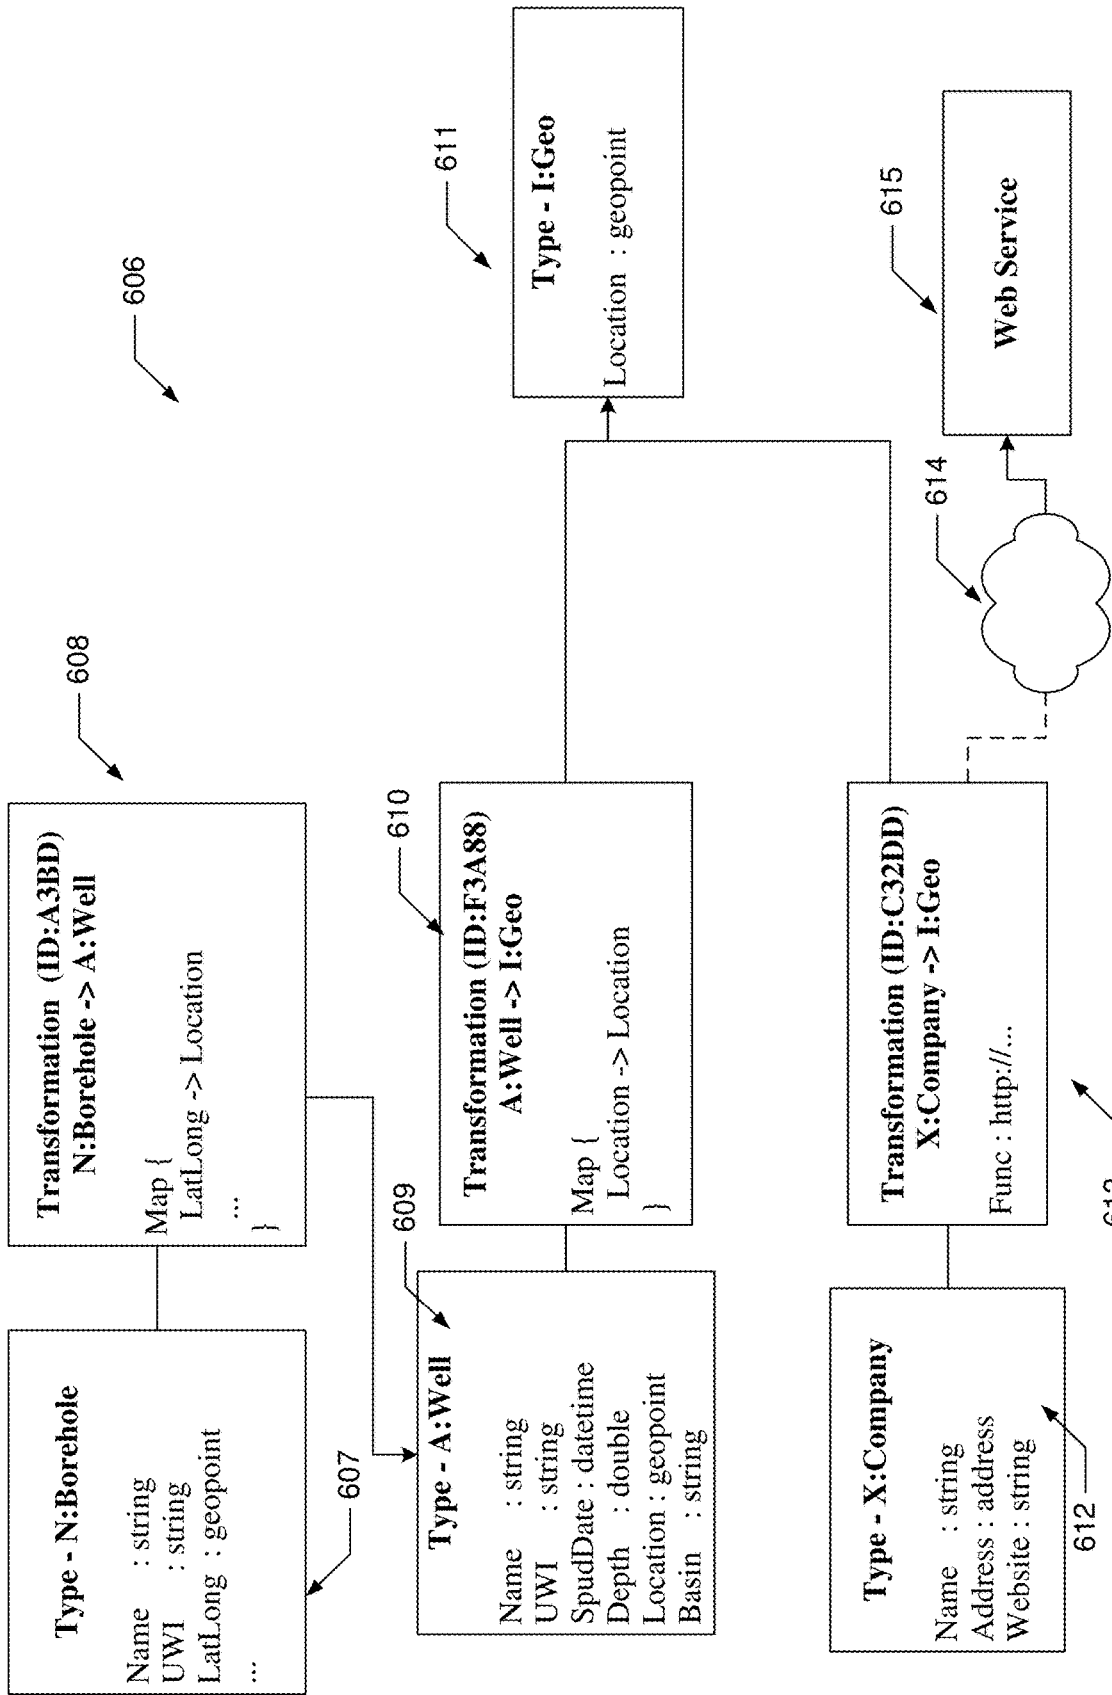 606
608
Type - N:Borehole
Name : string
UWI : string
LatLong : geopoint
...
607
Transformation (ID:A3BD)
N:Borehole -> A:Well
Map {
LatLong -> Location
...
}
609
Type - A:Well
Name : string
UWI : string
SpudDate : datetime
Depth : double
Location : geopoint
Basin : string
610
Transformation (ID:F3A88)
A:Well -> I:Geo
Map {
Location -> Location
}
611
Type - I:Geo
Location : geopoint
Type - X:Company
Name : string
Address : address
Website : string
612
Transformation (ID:C32DD)
X:Company -> I:Geo
Func : http://...
614
615
Web Service